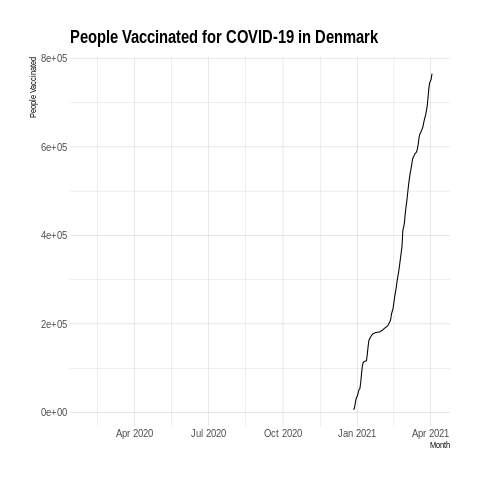 People Vaccinated for COVID-19 in Denmark
People Vaccinated
8e+05
6e+05
4e+05
2e+05
0e+00
Apr 2020 Jul 2020 Oct 2020 Jan 2021 Apr 2021
Month